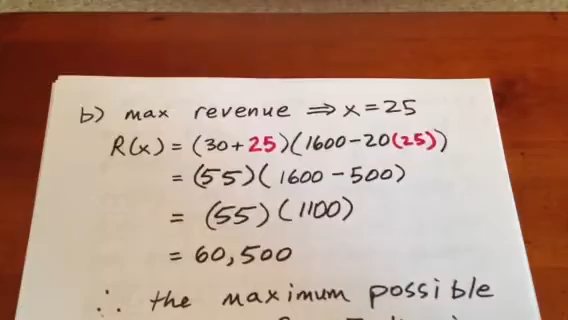 b) max revenue ⇒ x = 25
R(x) = (30 + 25)(1600 - 20(25))
= (55)(1600 - 500)
= (55)(1100)
= 60,500
∴ the maximum possible